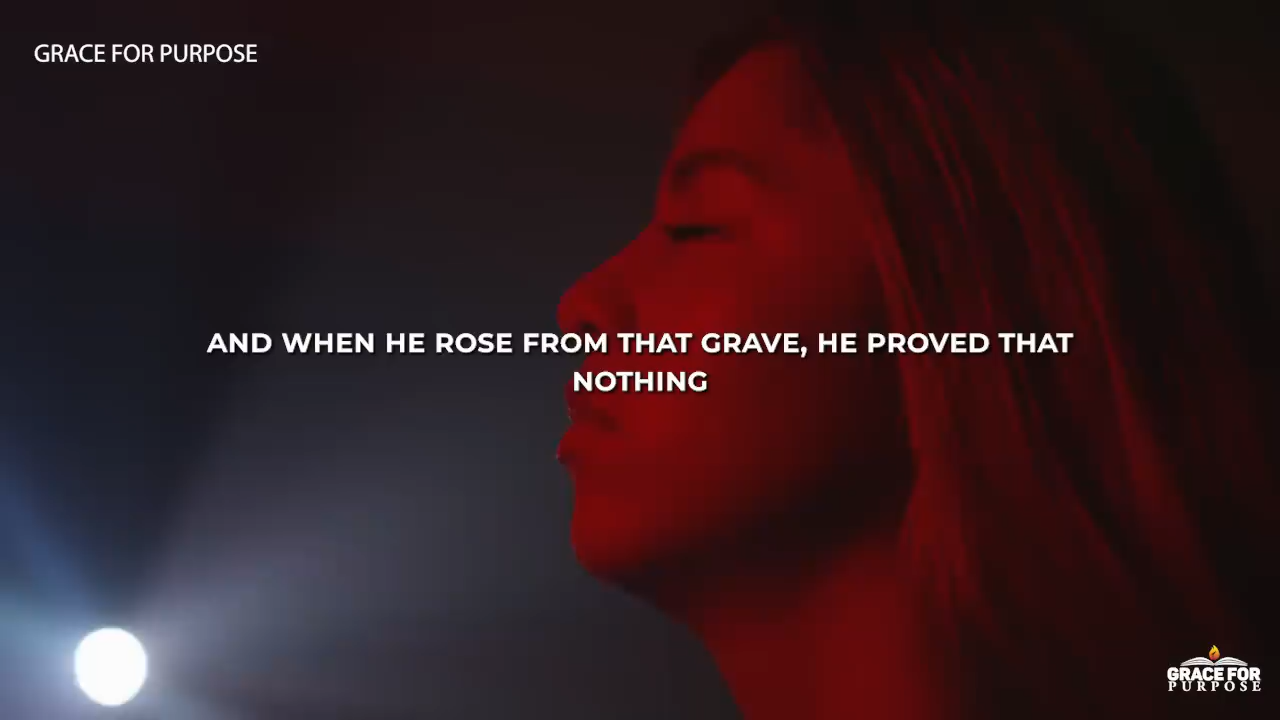 GRACE FOR PURPOSE
AND WHEN HE ROSE FROM THAT GRAVE, HE PROVED THAT
NOTHING
GRACE FOR
PURPOSE